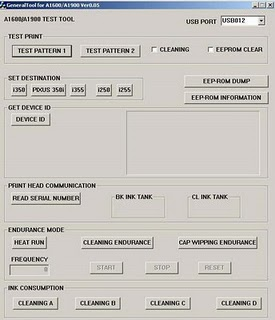 GeneralTool for A1600/A1900 Ver0.05
A1600/A1900 TEST TOOL
USB PORT USB012
TEST PRINT
TEST PATTERN 1 TEST PATTERN 2 CLEANING EEPROM CLEAR
SET DESTINATION
i350 PIXUS 350i i355 i250 i255
EEP-ROM DUMP
EEP-ROM INFORMATION
GET DEVICE ID
DEVICE ID
PRINT HEAD COMMUNICATION
READ SERIAL NUMBER
BK INK TANK CL INK TANK
ENDURANCE MODE
HEAT RUN CLEANING ENDURANCE CAP WIPPING ENDURANCE
FREQUENCY
0 START STOP RESET
INK CONSUMPTION
CLEANING A CLEANING B CLEANING C CLEANING D